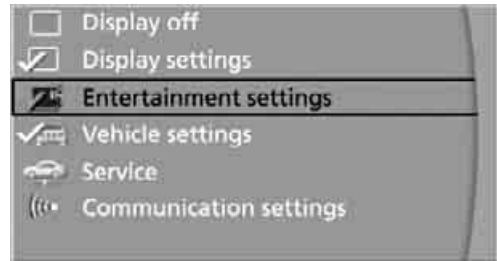 Display off
Display settings
Entertainment settings
Vehicle settings
Service
Communication settings